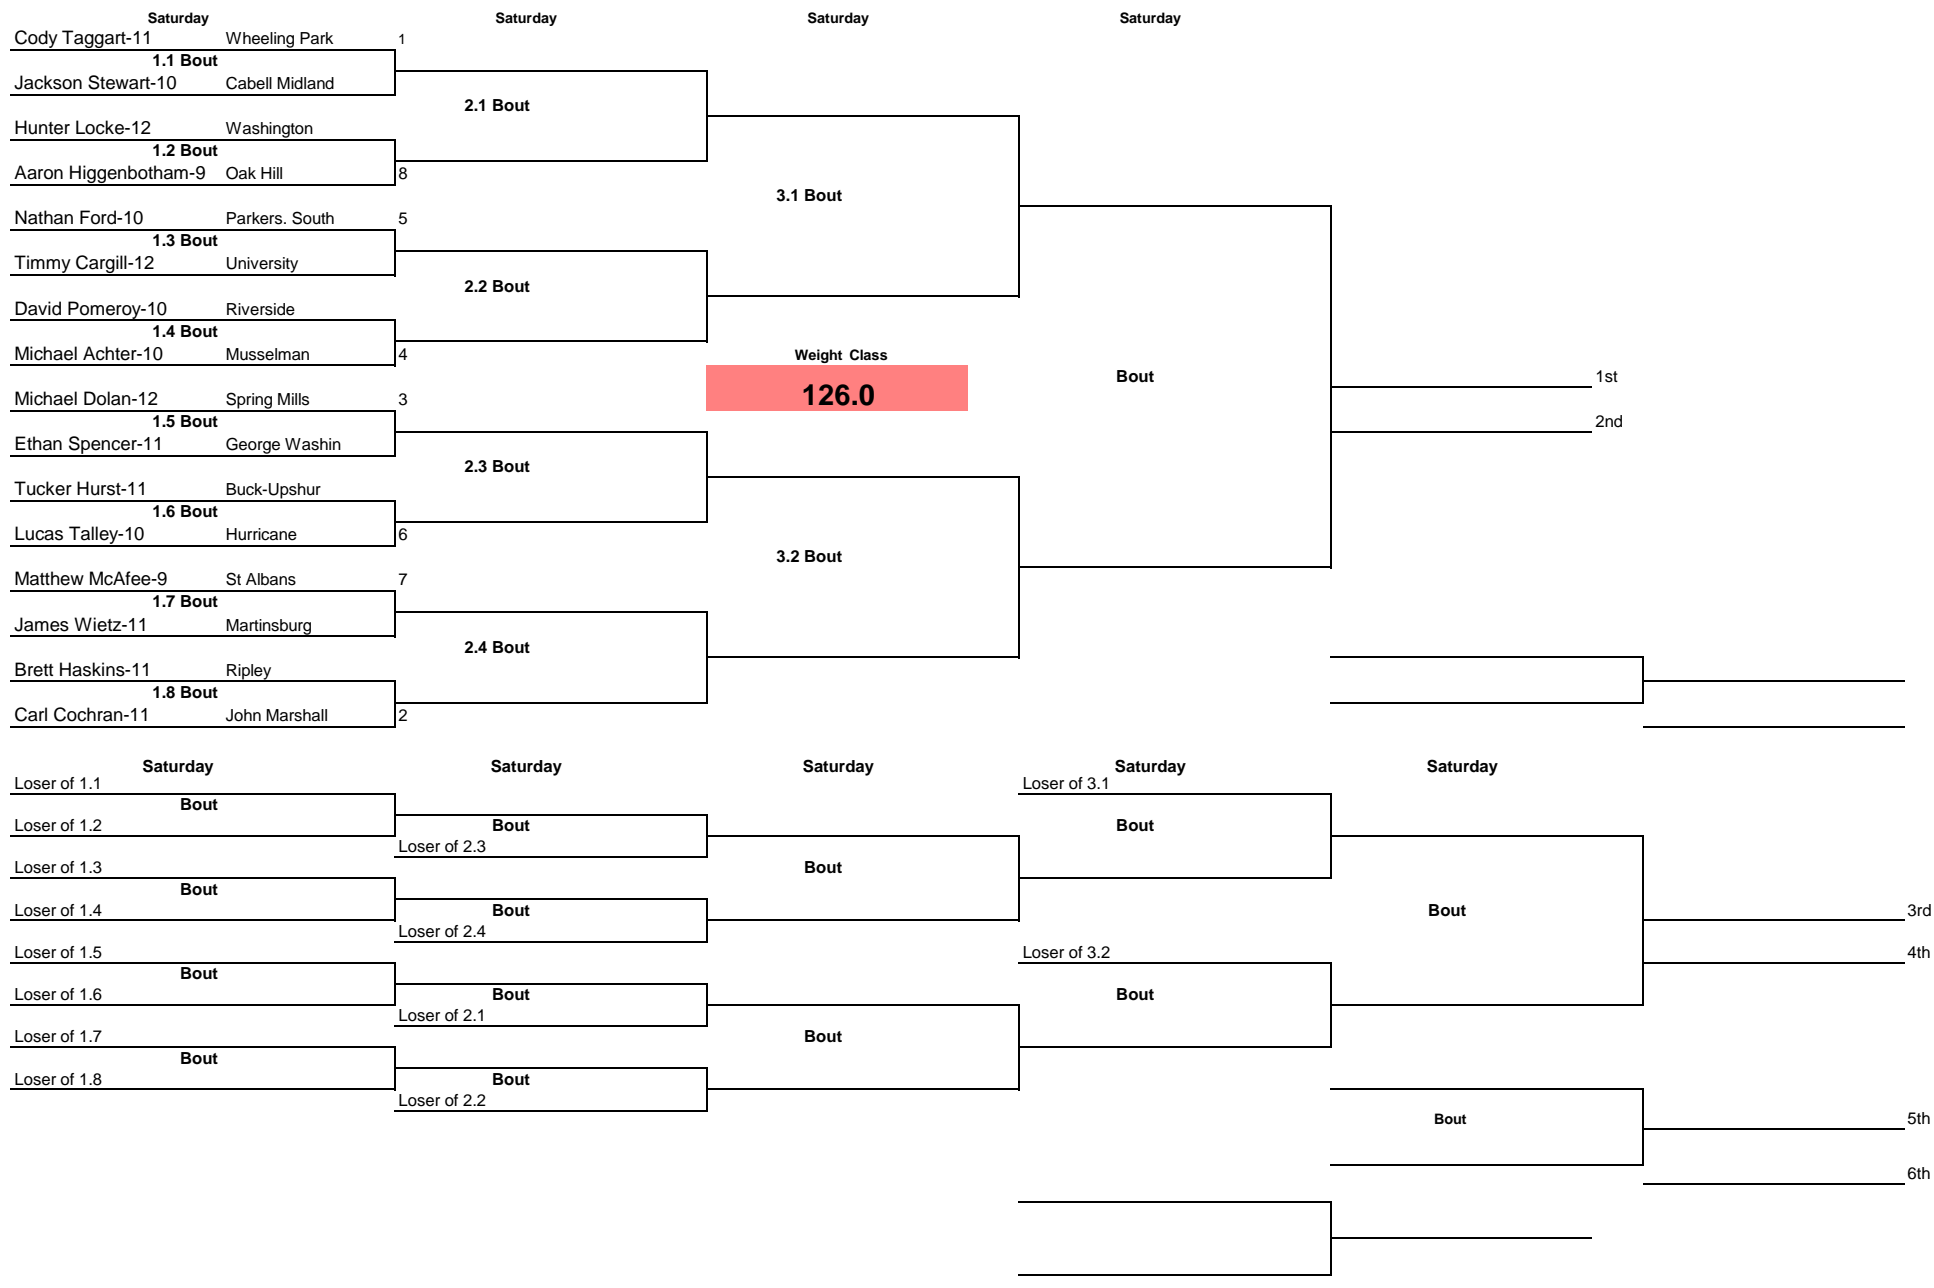 Saturday Saturday Saturday Saturday
Cody Taggart-11 Wheeling Park 1
1.1 Bout
Jackson Stewart-10 Cabell Midland
2.1 Bout
Hunter Locke-12 Washington
1.2 Bout
Aaron Higgenbotham-9 Oak Hill 8
3.1 Bout
Nathan Ford-10 Parkers. South 5
1.3 Bout
Timmy Cargill-12 University
2.2 Bout
David Pomeroy-10 Riverside
1.4 Bout
Michael Achter-10 Musselman 4 Weight Class
Bout 1st
126.0
Michael Dolan-12 Spring Mills 3
1.5 Bout 2nd
Ethan Spencer-11 George Washin
2.3 Bout
Tucker Hurst-11 Buck-Upshur
1.6 Bout
Lucas Talley-10 Hurricane 6
3.2 Bout
Matthew McAfee-9 St Albans 7
1.7 Bout
James Wietz-11 Martinsburg
2.4 Bout
Brett Haskins-11 Ripley
1.8 Bout
Carl Cochran-11 John Marshall 2
Saturday Saturday Saturday Saturday Saturday
Loser of 1.1 Loser of 3.1
Bout
Loser of 1.2 Bout Bout
Loser of 2.3
Loser of 1.3 Bout
Bout
Loser of 1.4 Bout Bout 3rd
Loser of 2.4
Loser of 1.5 Loser of 3.2 4th
Bout
Loser of 1.6 Bout Bout
Loser of 2.1
Loser of 1.7 Bout
Bout
Loser of 1.8 Bout
Loser of 2.2
Bout 5th
6th